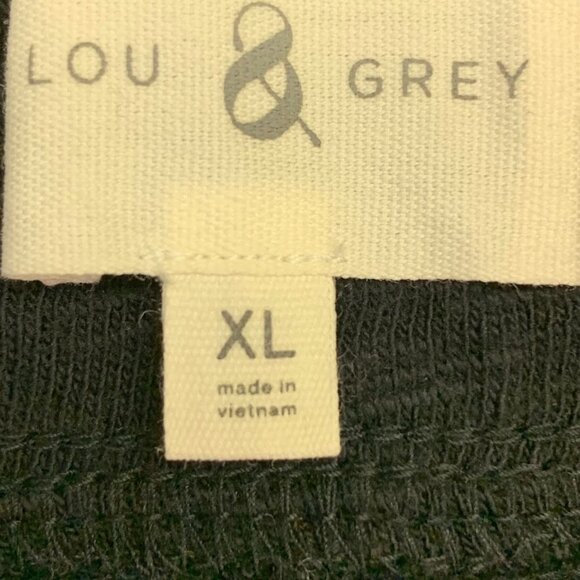 LOU & GREY
XL
made in
vietnam